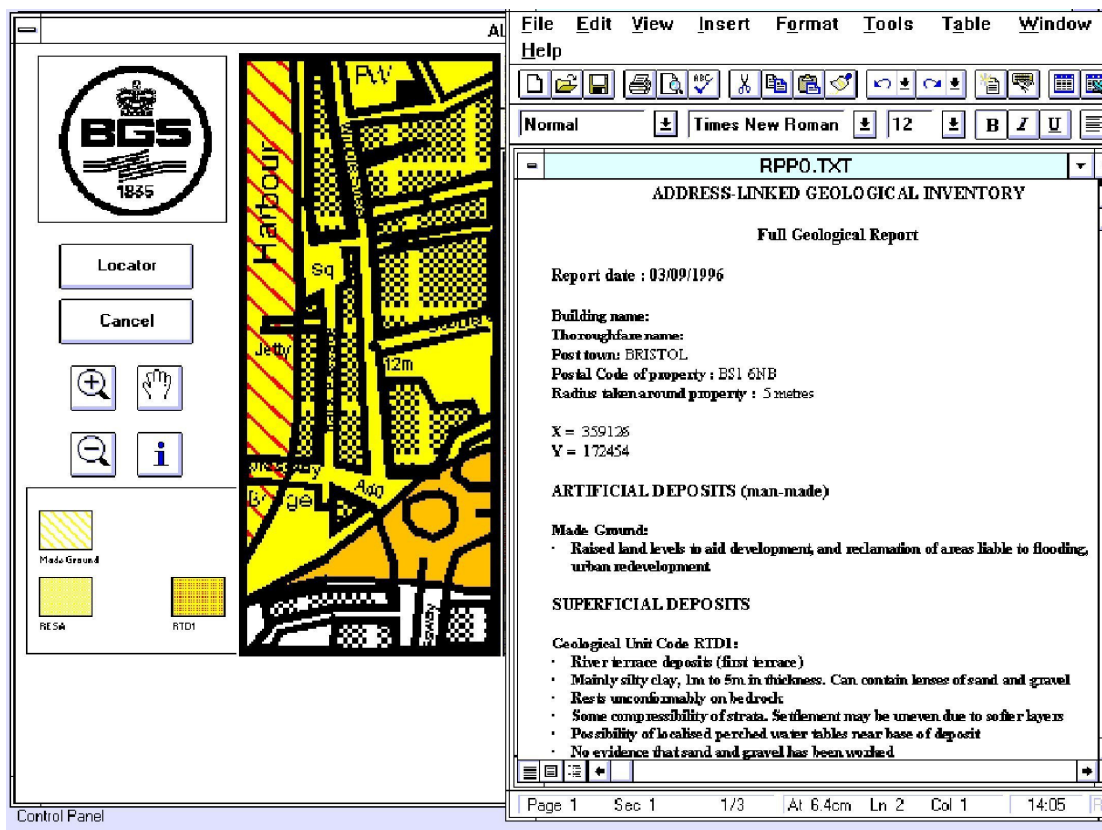 AL
BGS
1835
Locator
Cancel
Made Ground
RTD1
PW
Harbour
Sq
Jetty
12m
Control Panel
File Edit View Insert Format Tools Table Window
Help
Normal Times New Roman 12 B I U
RPP0.TXT
ADDRESS-LINKED GEOLOGICAL INVENTORY
Full Geological Report
Report date : 03/09/1996
Building name:
Thoroughfare name:
Post town: BRISTOL
Postal Code of property : BS1 6NB
Radius taken around property : 5 metres
X = 359128
Y = 172454
ARTIFICIAL DEPOSITS (man-made)
Made Ground:
· Raised land levels to aid development, and reclamation of areas liable to flooding,
urban redevelopment
SUPERFICIAL DEPOSITS
Geological Unit Code RTD1:
· River terrace deposits (first terrace)
· Mainly silty clay, 1m to 5m in thickness. Can contain lenses of sand and gravel
· Rests unconformably on bedrock
· Some compressibility of strata. Settlement may be uneven due to softer layers
· Possibility of localised perched water tables near base of deposit
· No evidence that sand and gravel has been worked
Page 1 Sec 1 1/3 At 6.4cm Ln 2 Col 1 14:05